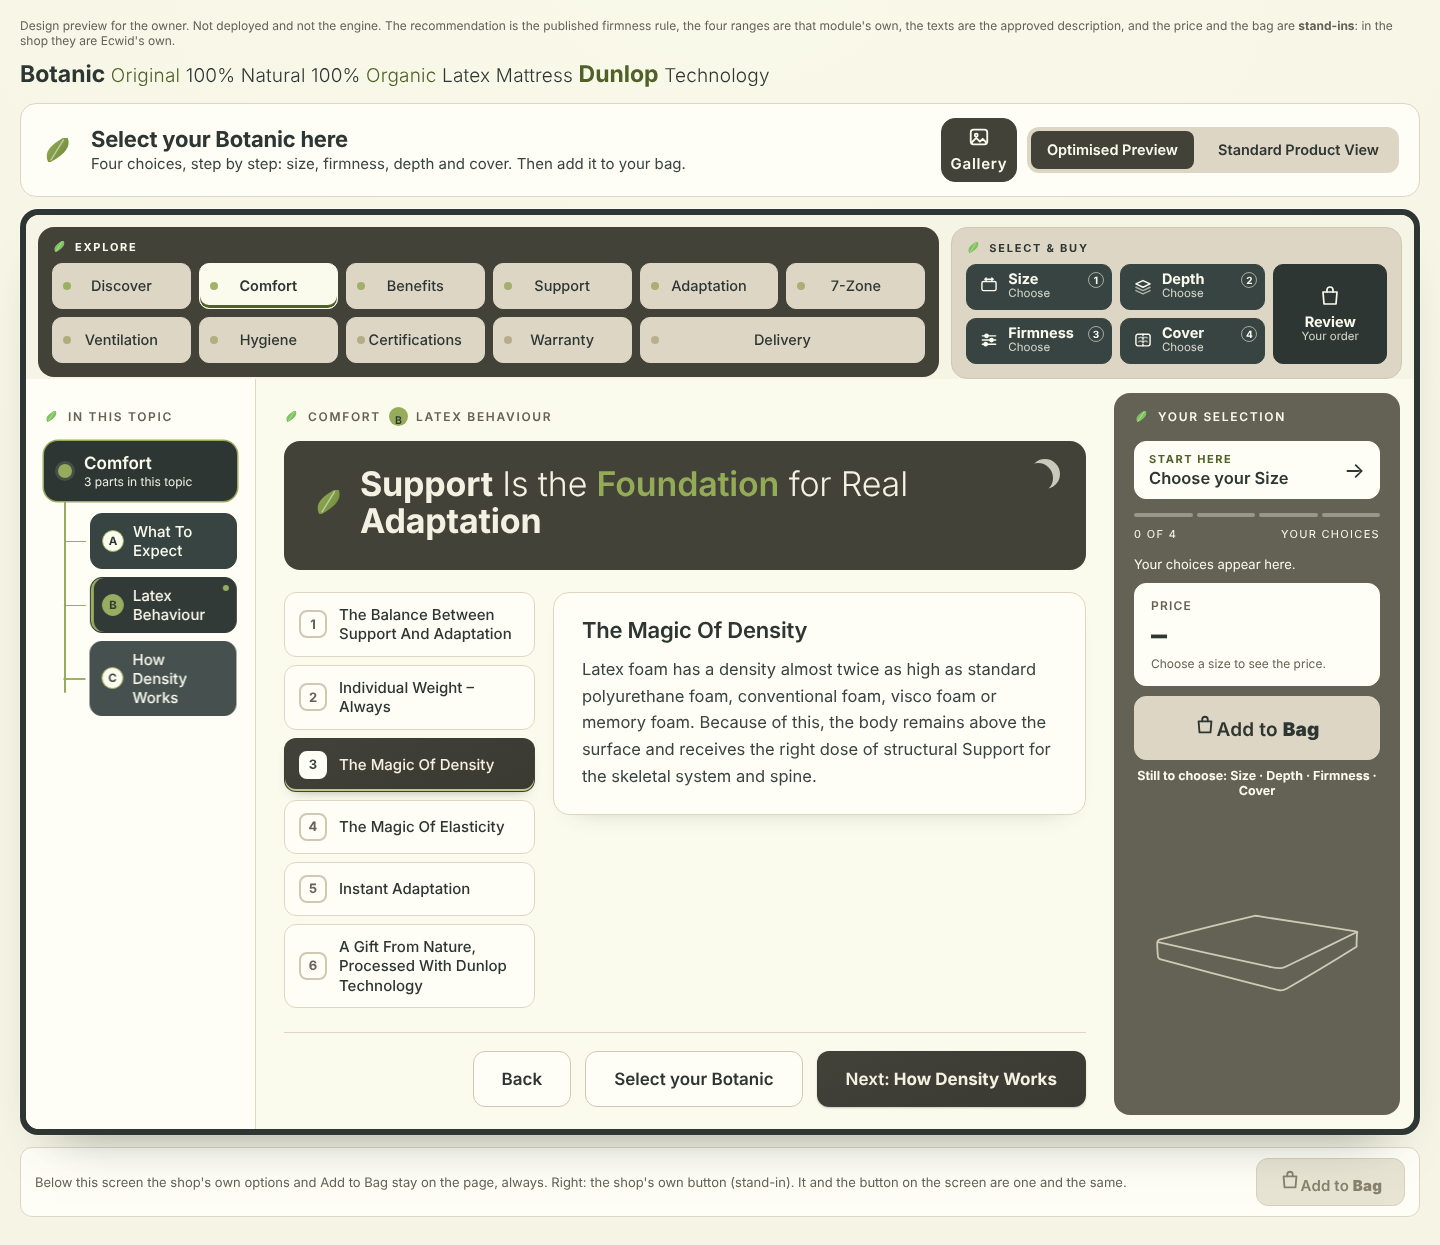 Design preview for the owner. Not deployed and not the engine. The recommendation is the published firmness rule, the four ranges are that module's own, the texts are the approved description, and the price and the bag are stand-ins: in the
shop they are Ecwid's own.
Botanic Original 100% Natural 100% Organic Latex Mattress Dunlop Technology
Select your Botanic here
Four choices, step by step: size, firmness, depth and cover. Then add it to your bag.
Gallery
Optimised Preview
Standard Product View
EXPLORE
Discover
Comfort
Benefits
Support
Adaptation
7-Zone
Ventilation
Hygiene
Certifications
Warranty
Delivery
SELECT & BUY
Size
Choose
1
Depth
Choose
2
Firmness
Choose
3
Cover
Choose
4
Review
Your order
IN THIS TOPIC
Comfort
3 parts in this topic
A
What To
Expect
B
Latex
Behaviour
C
How
Density
Works
COMFORT B LATEX BEHAVIOUR
Support Is the Foundation for Real
Adaptation
1
The Balance Between
Support And Adaptation
2
Individual Weight –
Always
3
The Magic Of Density
4
The Magic Of Elasticity
5
Instant Adaptation
6
A Gift From Nature,
Processed With Dunlop
Technology
The Magic Of Density
Latex foam has a density almost twice as high as standard
polyurethane foam, conventional foam, visco foam or
memory foam. Because of this, the body remains above the
surface and receives the right dose of structural Support for
the skeletal system and spine.
Back
Select your Botanic
Next: How Density Works
YOUR SELECTION
START HERE
Choose your Size
0 OF 4
YOUR CHOICES
Your choices appear here.
PRICE
–
Choose a size to see the price.
Add to Bag
Still to choose: Size · Depth · Firmness ·
Cover
Below this screen the shop's own options and Add to Bag stay on the page, always. Right: the shop's own button (stand-in). It and the button on the screen are one and the same.
Add to Bag